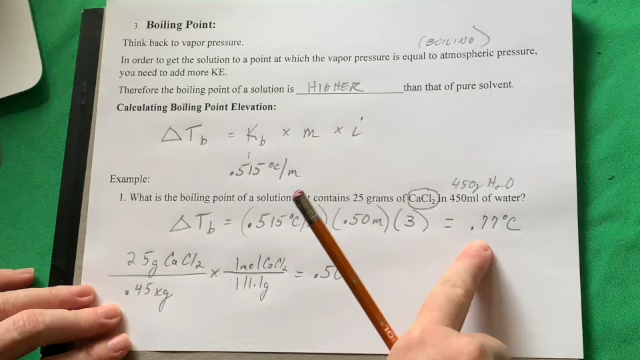 3 Boiling Point:
Think back to vapor pressure.
(BOILING)
In order to get the solution to a point at which the vapor pressure is equal to atmospheric pressure,
you need to add more KE.
Therefore the boiling point of a solution is HIGHER than that of pure solvent.
Calculating Boiling Point Elevation:
ΔTb = Kb × m × i
.515 °C/m
Example:
450g H2O
1. What is the boiling point of a solution contains 25 grams of CaCl2 in 450ml of water?
ΔTb = (.515°C/ )(.50m)(3) = .77°C
25g CaCl2 / .45kg × 1mol CaCl2 / 111.1g = .50